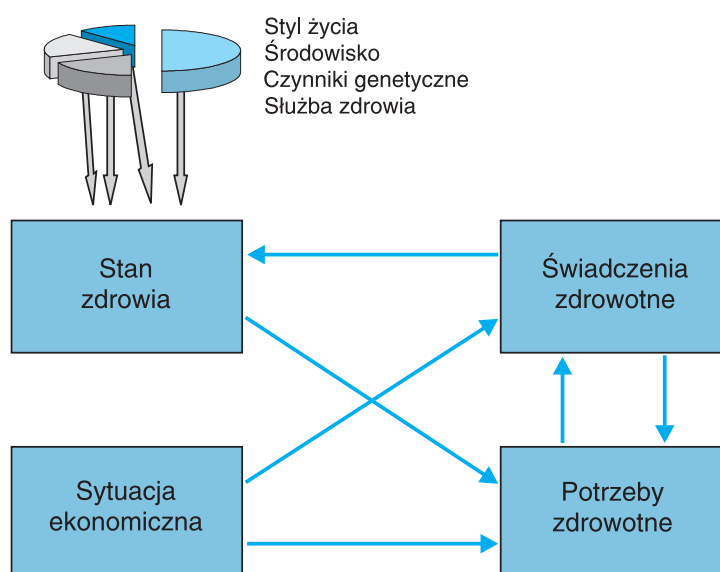 Styl życia
Środowisko
Czynniki genetyczne
Służba zdrowia
Stan
zdrowia
Świadczenia
zdrowotne
Sytuacja
ekonomiczna
Potrzeby
zdrowotne